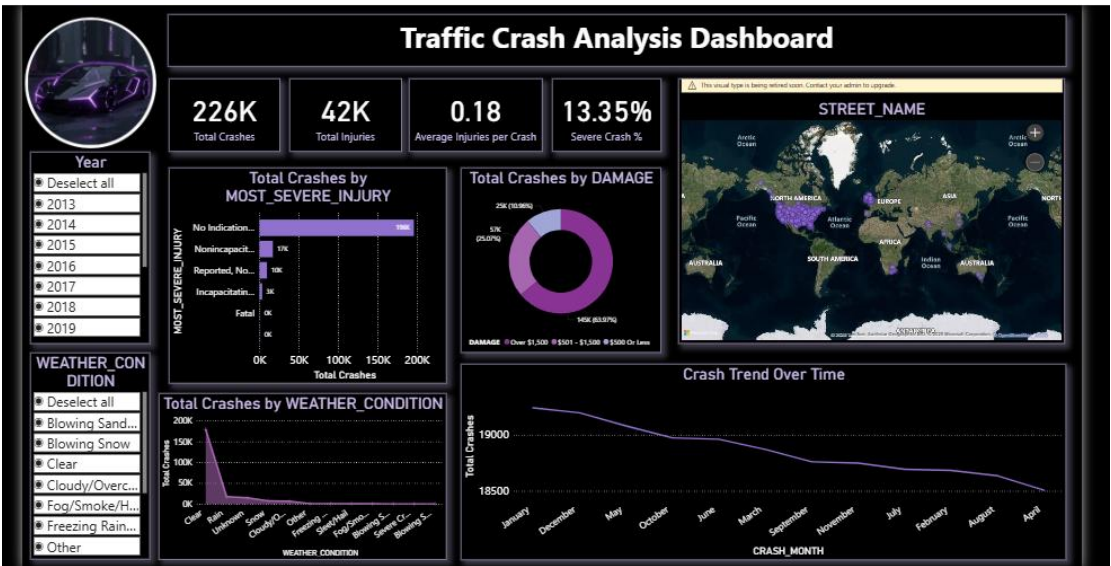 Traffic Crash Analysis Dashboard
226K
Total Crashes
42K
Total Injuries
0.18
Average Injuries per Crash
13.35%
Severe Crash %
This visual type is being retired soon. Contact your admin to upgrade.
STREET_NAME
Arctic
Ocean
Arctic
Ocean
NORTH AMERICA
EUROPE
ASIA
NORTH
Pacific
Ocean
Atlantic
Ocean
Pacific
Ocean
AFRICA
SOUTH AMERICA
Indian
Ocean
AUSTRALIA
AUSTRALIA
ANTARCTICA
Year
Deselect all
2013
2014
2015
2016
2017
2018
2019
Total Crashes by
MOST_SEVERE_INJURY
MOST_SEVERE_INJURY
No Indication...
Nonincapacit...
17K
Reported, No...
10K
Incapacitatin...
3K
Fatal
0K
0K
0K 50K 100K 150K 200K
Total Crashes
Total Crashes by DAMAGE
25K (10.96%)
57K
(25.07%)
145K (63.97%)
DAMAGE Over $1,500 $501 - $1,500 $500 Or Less
WEATHER_CON
DITION
Deselect all
Blowing Sand...
Blowing Snow
Clear
Cloudy/Overc...
Fog/Smoke/H...
Freezing Rain...
Other
Total Crashes by WEATHER_CONDITION
Total Crashes
200K
150K
100K
50K
0K
Clear Rain Unknown Snow Cloudy/O... Other Freezing ... Sleet/Hail Fog/Smo... Blowing S... Severe Cr... Blowing S...
WEATHER_CONDITION
Crash Trend Over Time
Total Crashes
19000
18500
January December May October June March September November July February August April
CRASH_MONTH